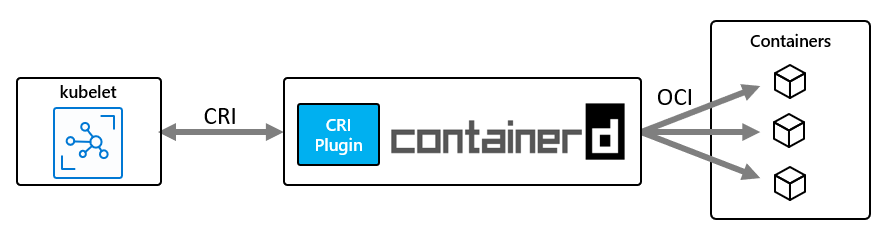 kubelet
CRI
CRI
Plugin
containerd
OCI
Containers